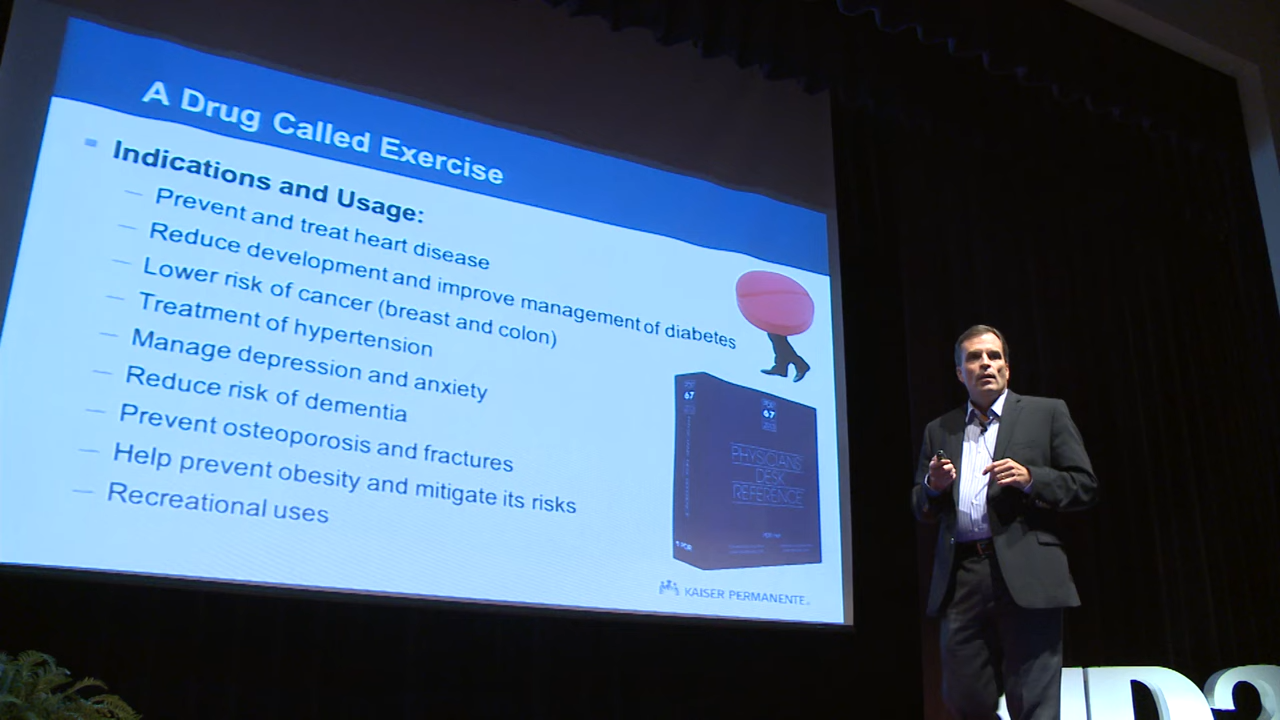 A Drug Called Exercise
Indications and Usage:
Prevent and treat heart disease
Reduce development and improve management of diabetes
Lower risk of cancer (breast and colon)
Treatment of hypertension
Manage depression and anxiety
Reduce risk of dementia
Prevent osteoporosis and fractures
Help prevent obesity and mitigate its risks
Recreational uses
67
67
PHYSICIANS'
DESK
REFERENCE
KAISER PERMANENTE®